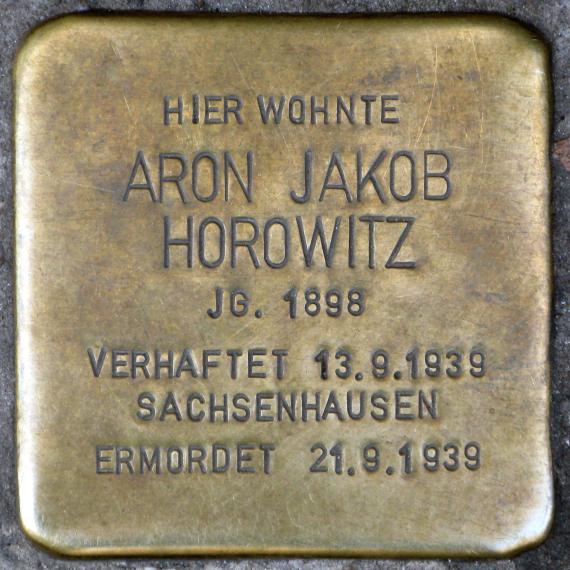 HIER WOHNTE
ARON JAKOB
HOROWITZ
JG. 1898
VERHAFTET 13.9.1939
SACHSENHAUSEN
ERMORDET 21.9.1939